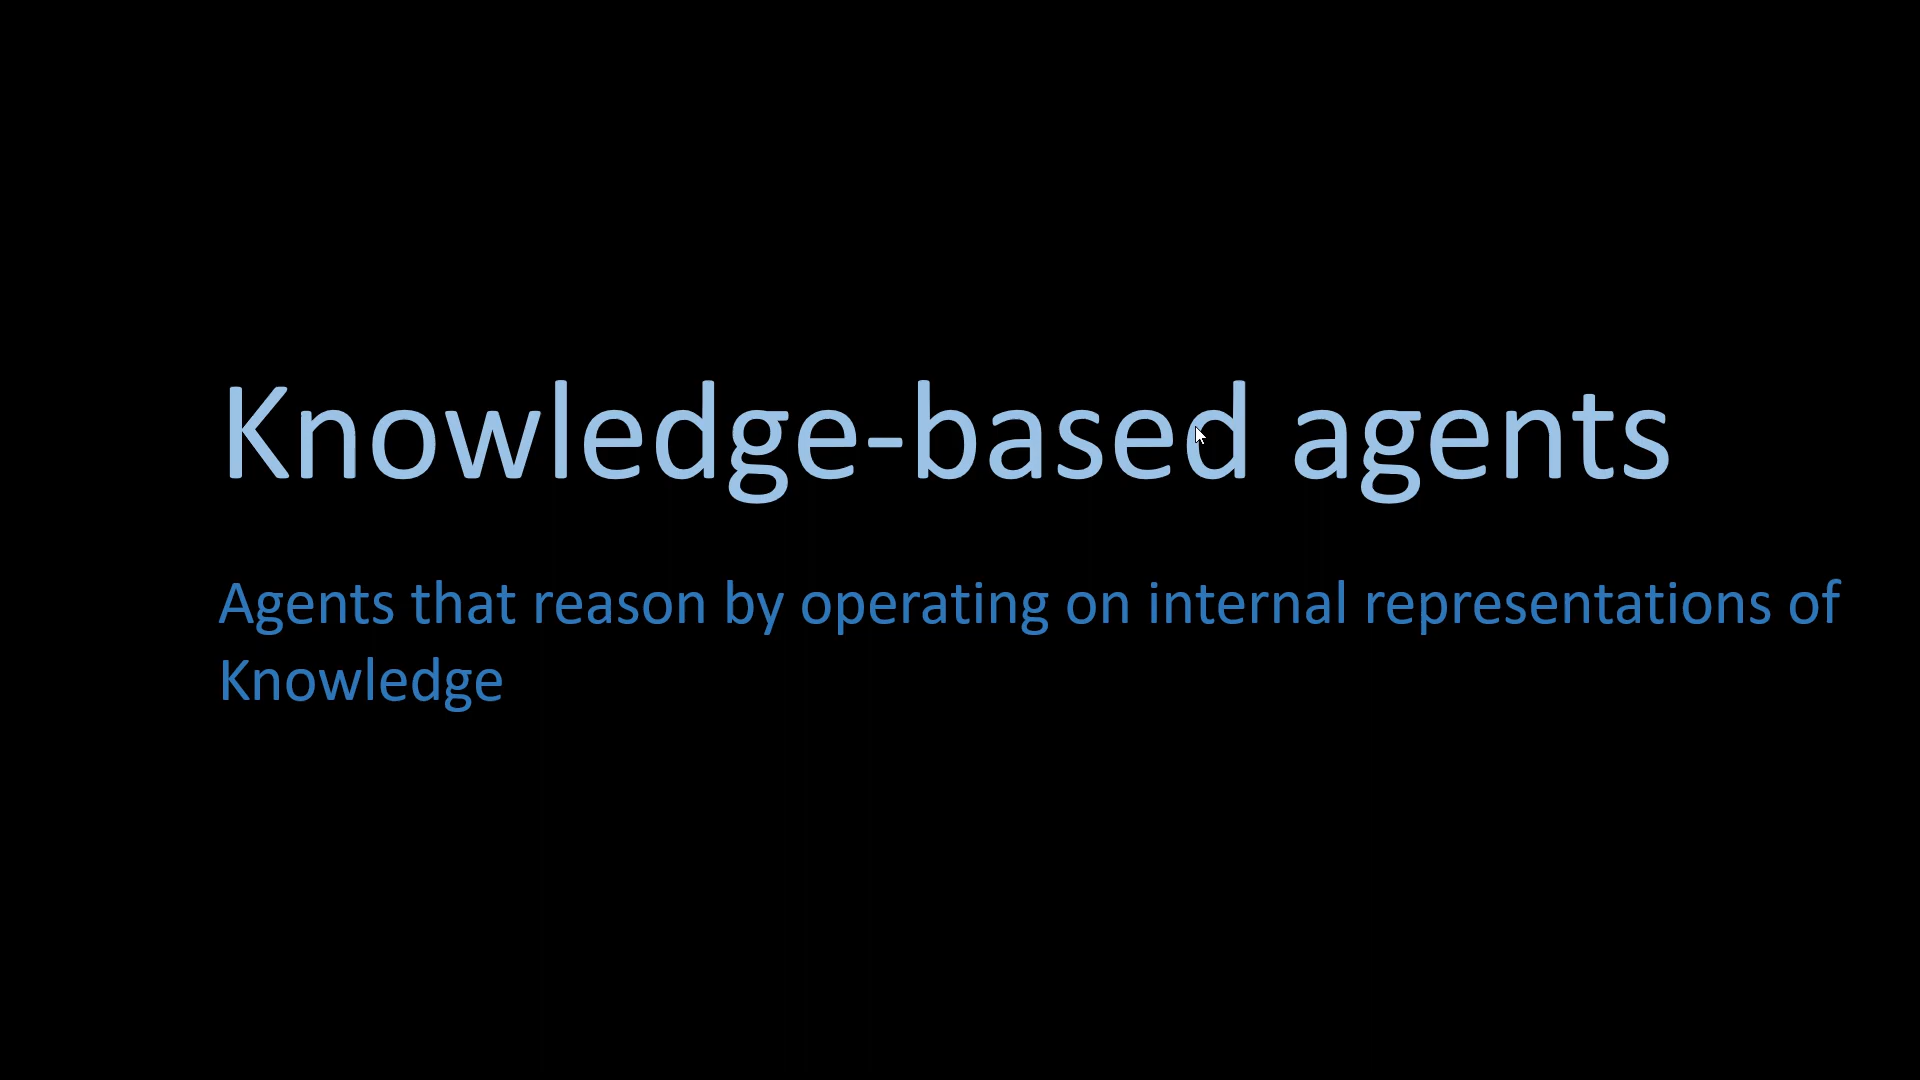 Knowledge-based agents
Agents that reason by operating on internal representations of
Knowledge